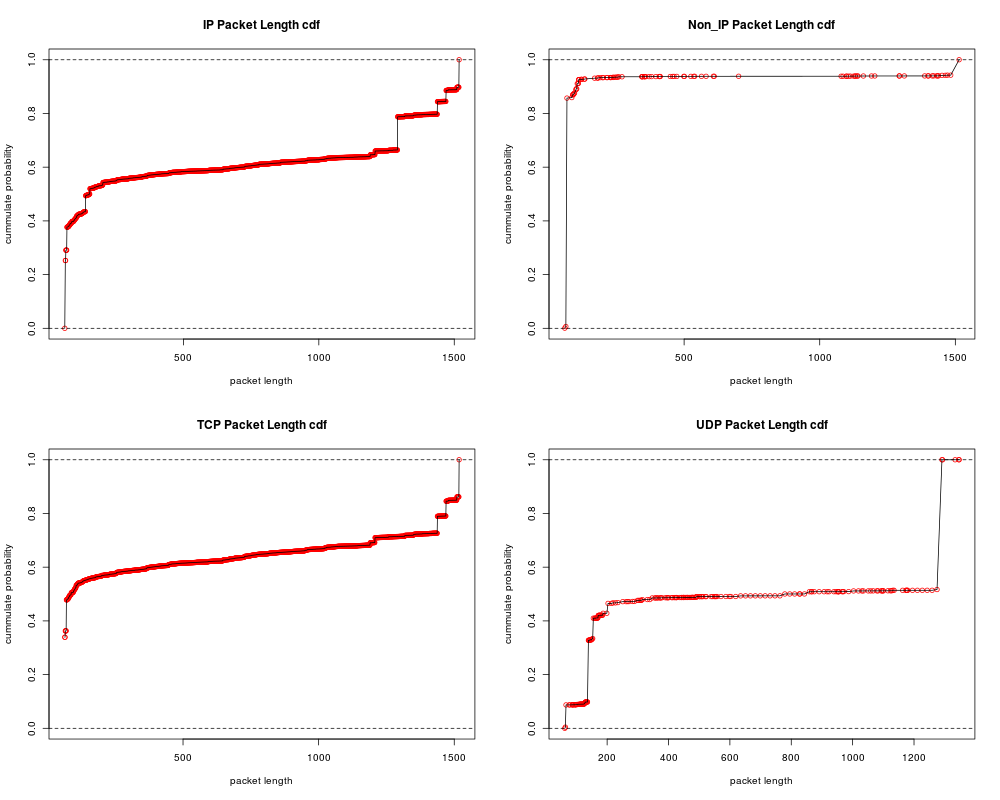 IP Packet Length cdf
cummulate probability
0.0 0.2 0.4 0.6 0.8 1.0
500 1000 1500
packet length
Non_IP Packet Length cdf
cummulate probability
0.0 0.2 0.4 0.6 0.8 1.0
500 1000 1500
packet length
TCP Packet Length cdf
cummulate probability
0.0 0.2 0.4 0.6 0.8 1.0
500 1000 1500
packet length
UDP Packet Length cdf
cummulate probability
0.0 0.2 0.4 0.6 0.8 1.0
200 400 600 800 1000 1200
packet length